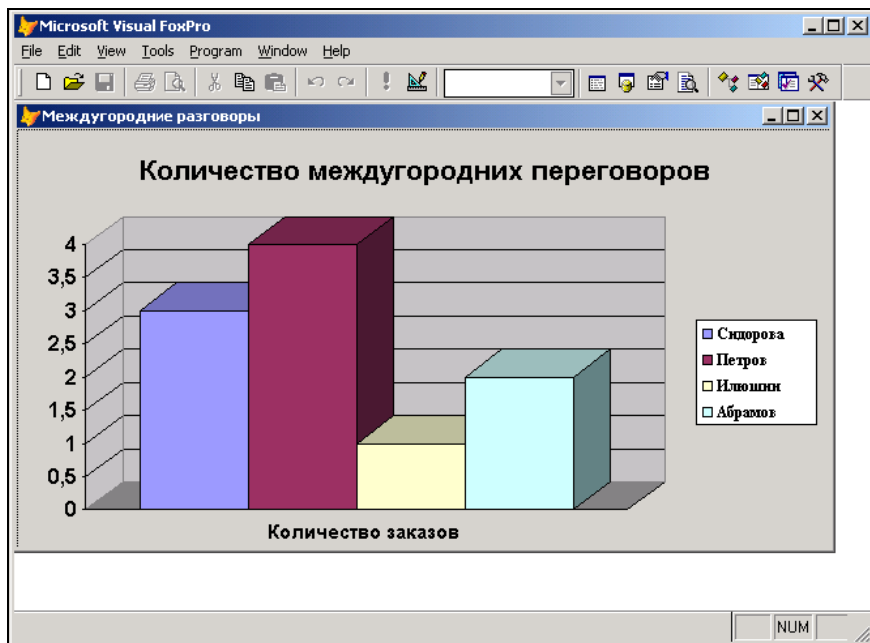 Microsoft Visual FoxPro
File Edit View Tools Program Window Help
Междугородние разговоры
Количество междугородних переговоров
4
3,5
3
2,5
2
1,5
1
0,5
0
Сидорова
Петров
Илюшин
Абрамов
Количество заказов
NUM